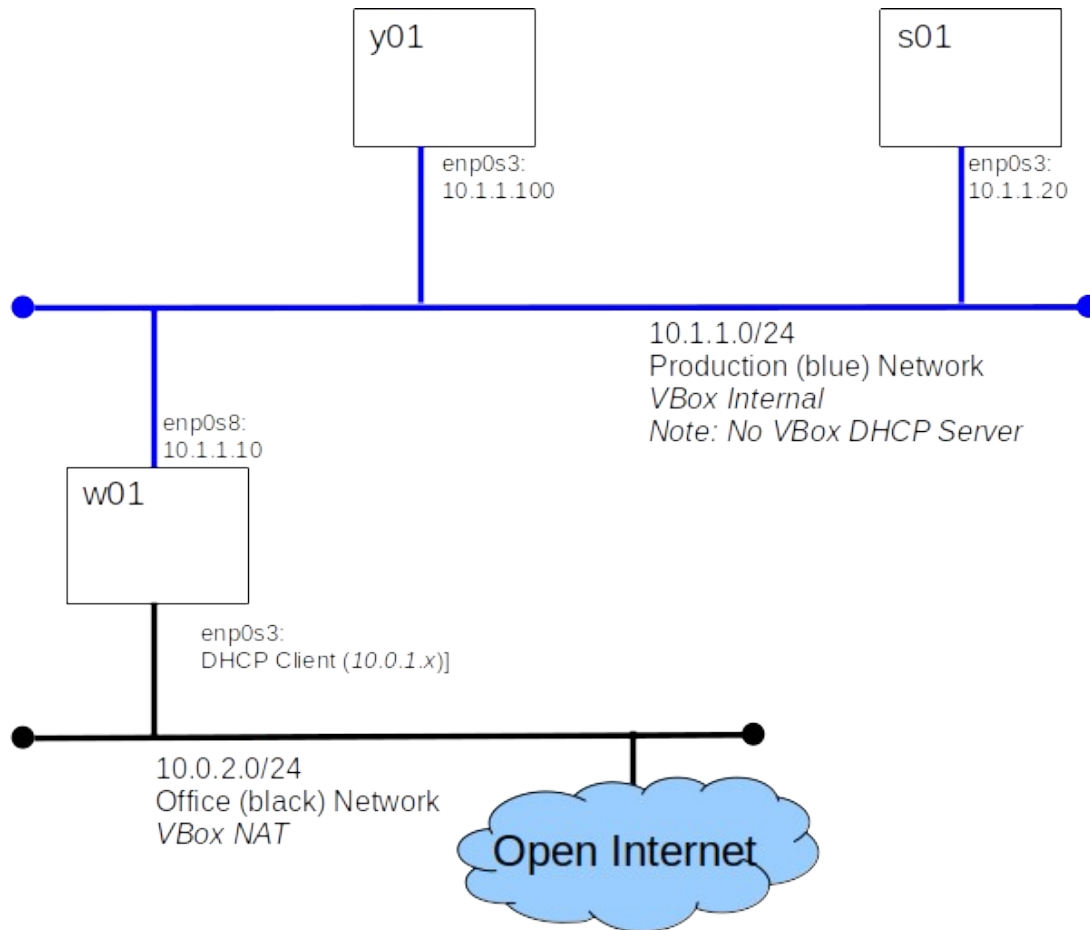 y01
s01
enp0s3:
10.1.1.100
enp0s3:
10.1.1.20
10.1.1.0/24
Production (blue) Network
VBox Internal
Note: No VBox DHCP Server
enp0s8:
10.1.1.10
w01
enp0s3:
DHCP Client (10.0.1.x)]
10.0.2.0/24
Office (black) Network
VBox NAT
Open Internet